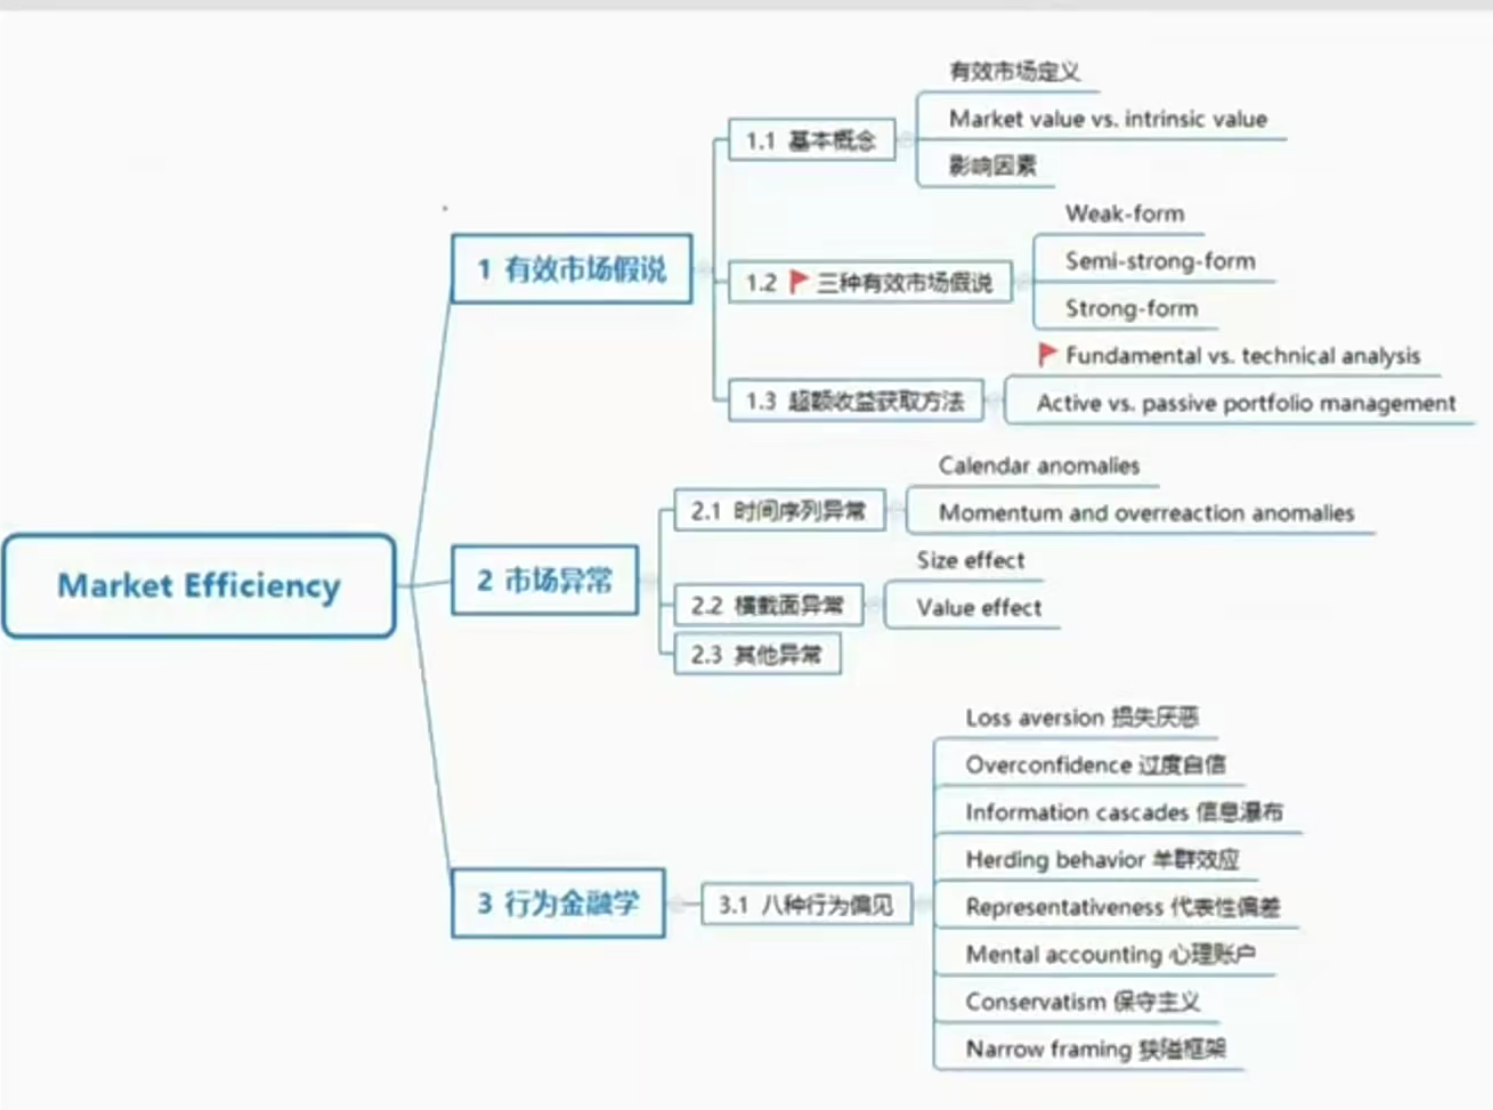 Market Efficiency
1 有效市场假说
1.1 基本概念
有效市场定义
Market value vs. intrinsic value
影响因素
1.2 三种有效市场假说
Weak-form
Semi-strong-form
Strong-form
1.3 超额收益获取方法
Fundamental vs. technical analysis
Active vs. passive portfolio management
2 市场异常
2.1 时间序列异常
Calendar anomalies
Momentum and overreaction anomalies
2.2 横截面异常
Size effect
Value effect
2.3 其他异常
3 行为金融学
3.1 八种行为偏见
Loss aversion 损失厌恶
Overconfidence 过度自信
Information cascades 信息瀑布
Herding behavior 羊群效应
Representativeness 代表性偏差
Mental accounting 心理账户
Conservatism 保守主义
Narrow framing 狭隘框架